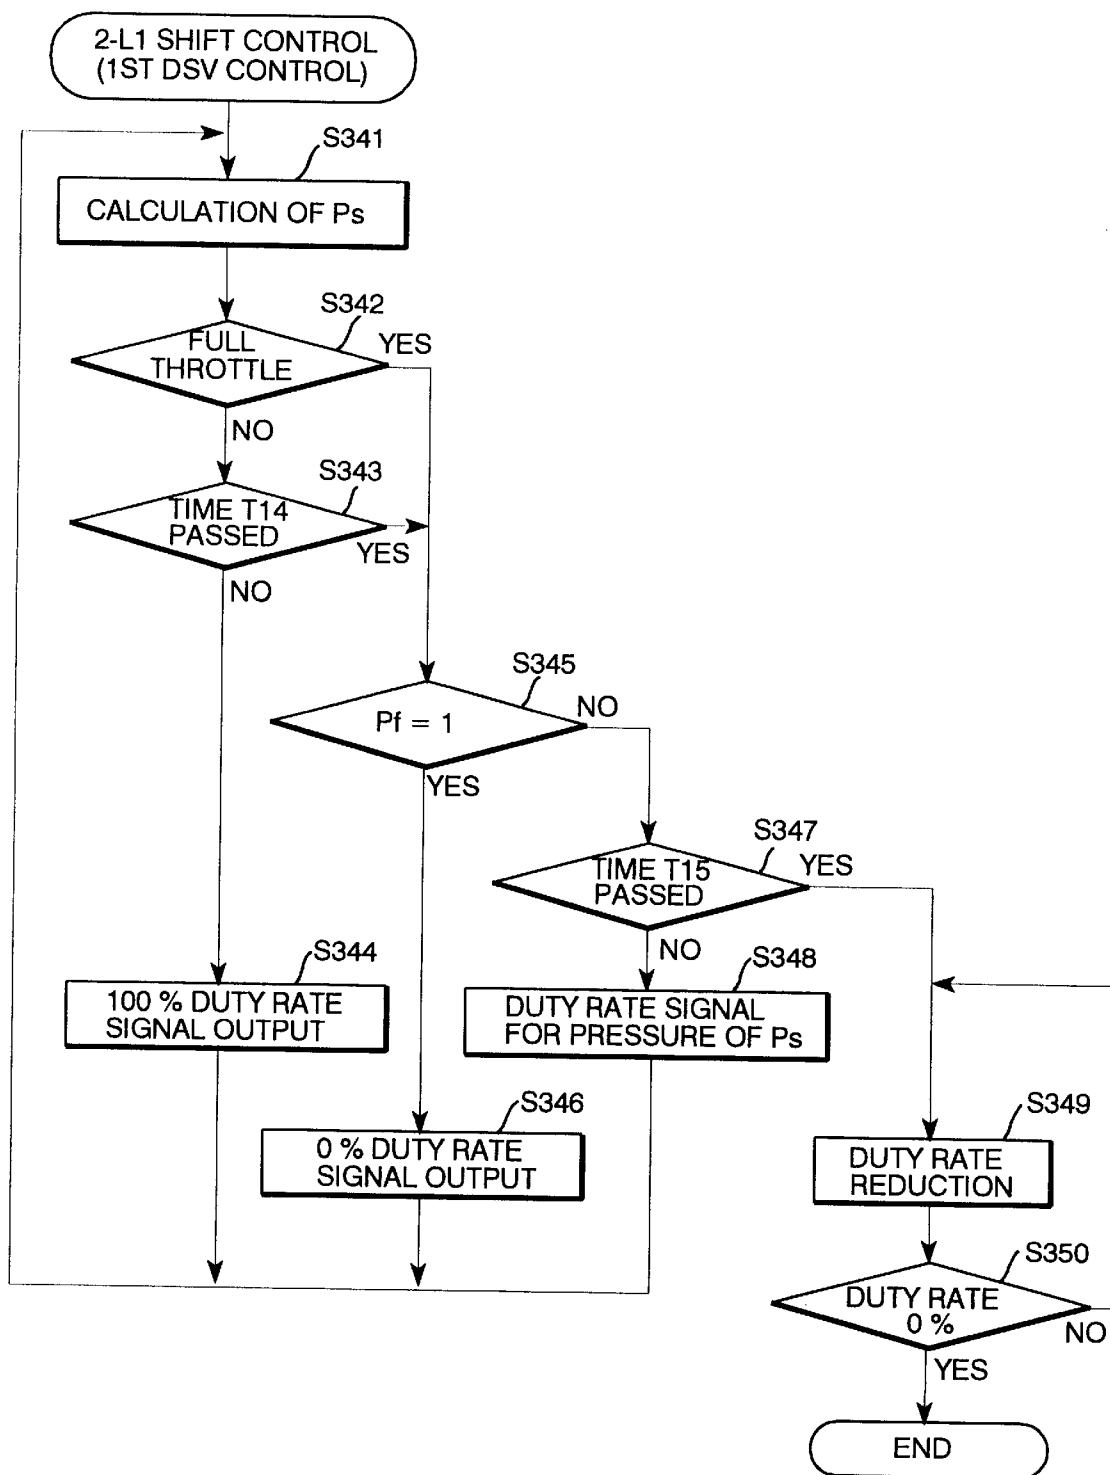 2-L1 SHIFT CONTROL
(1ST DSV CONTROL)
S341
CALCULATION OF Ps
S342
FULL
THROTTLE
YES
NO
S343
TIME T14
PASSED
YES
NO
S345
Pf = 1
NO
YES
S347
TIME T15
PASSED
YES
NO
S344
100 % DUTY RATE
SIGNAL OUTPUT
S348
DUTY RATE SIGNAL
FOR PRESSURE OF Ps
S346
0 % DUTY RATE
SIGNAL OUTPUT
S349
DUTY RATE
REDUCTION
S350
DUTY RATE
0 %
NO
YES
END